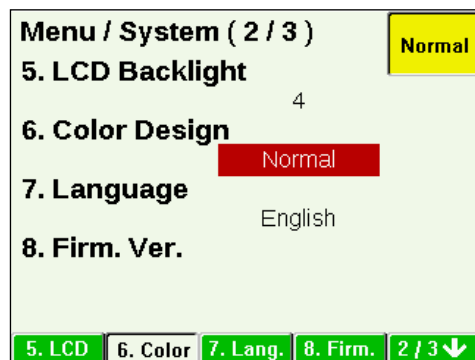 Menu / System ( 2 / 3 )
Normal
5. LCD Backlight
4
6. Color Design
Normal
7. Language
English
8. Firm. Ver.
5. LCD 6. Color 7. Lang. 8. Firm. 2 / 3